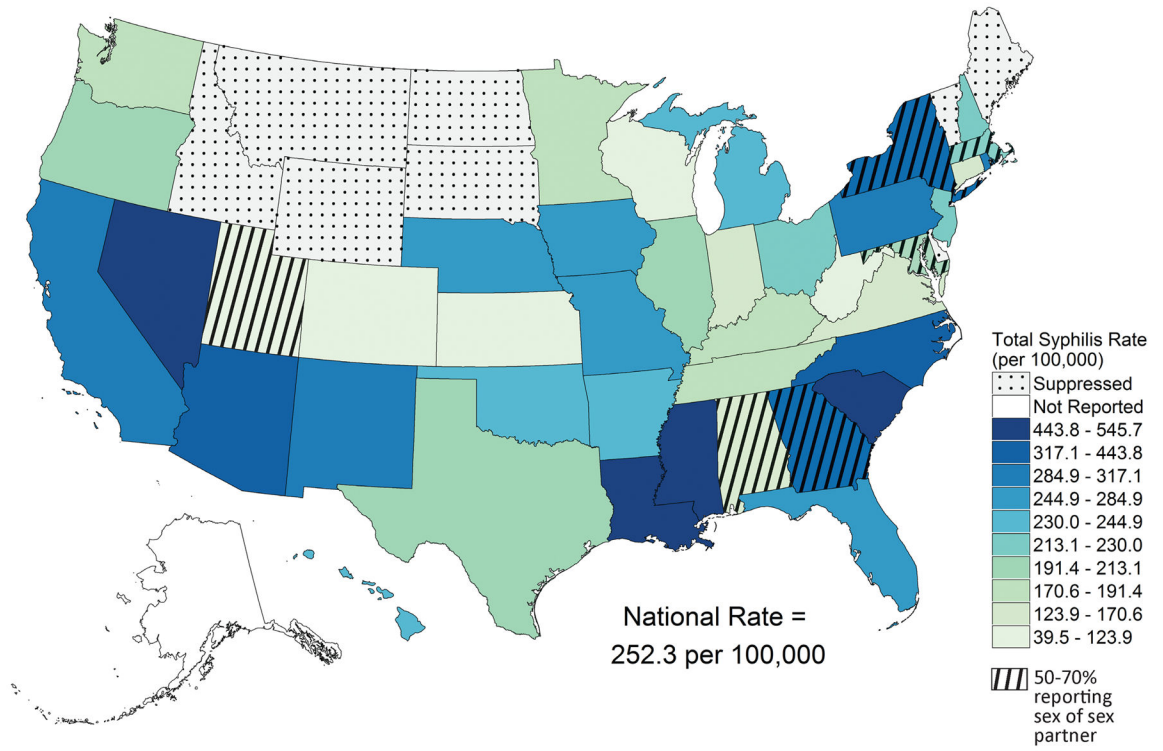 National Rate =
252.3 per 100,000
Total Syphilis Rate
(per 100,000)
Suppressed
Not Reported
443.8 - 545.7
317.1 - 443.8
284.9 - 317.1
244.9 - 284.9
230.0 - 244.9
213.1 - 230.0
191.4 - 213.1
170.6 - 191.4
123.9 - 170.6
39.5 - 123.9
50-70%
reporting
sex of sex
partner